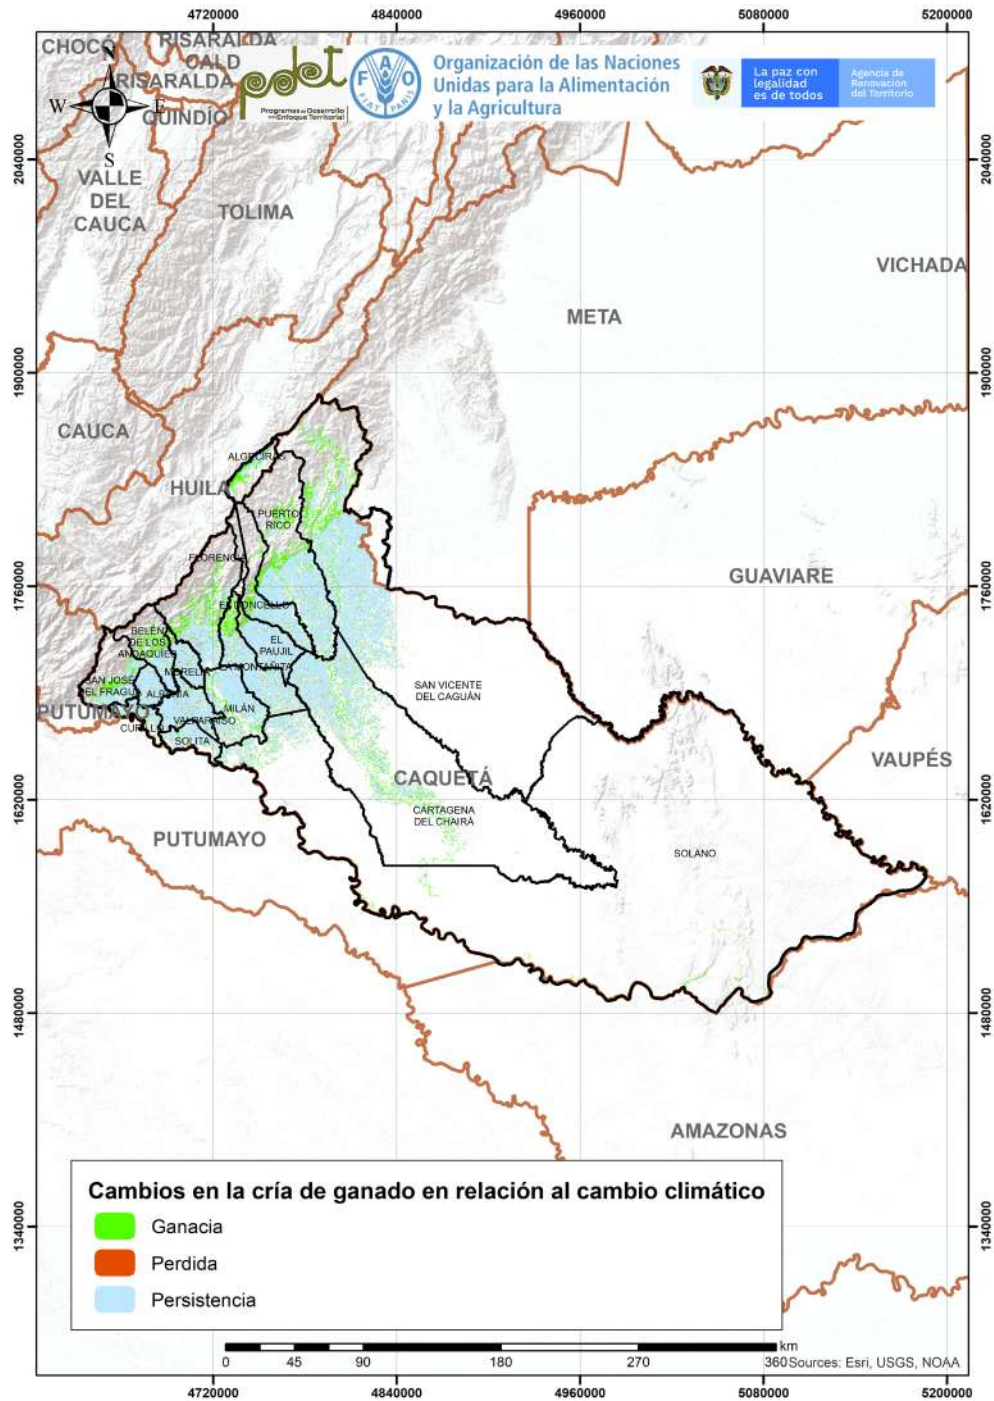 4720000
4840000
4960000
5080000
5200000
CHOCÓ
RISARALDA
CALD
RISARALDA
QUINDÍO
N
W
E
S
pdet
Programas de Desarrollo
con Enfoque Territorial
FAO
FIAT PANIS
Organización de las Naciones
Unidas para la Alimentación
y la Agricultura
La paz con
legalidad
es de todos
Agencia de
Renovación
del Territorio
2040000
2040000
VALLE
DEL
CAUCA
TOLIMA
VICHADA
META
1900000
1900000
CAUCA
ALGECIRAS
HUILA
PUERTO
RICO
FLORENCIA
GUAVIARE
1760000
1760000
EL DONCELLO
BELÉN
DE LOS
ANDAQUÍES
EL
PAUJIL
LA MONTAÑITA
MORELIA
SAN JOSÉ
DEL FRAGUA
ALBANIA
SAN VICENTE
DEL CAGUÁN
MILÁN
PUTUMAYO
VALPARAÍSO
CURILLO
SOLITA
VAUPÉS
CAQUETÁ
1620000
1620000
CARTAGENA
DEL CHAIRÁ
PUTUMAYO
SOLANO
1480000
1480000
AMAZONAS
Cambios en la cría de ganado en relación al cambio climático
Ganacia
Perdida
Persistencia
1340000
1340000
km
0
45
90
180
270
360
Sources: Esri, USGS, NOAA
4720000
4840000
4960000
5080000
5200000